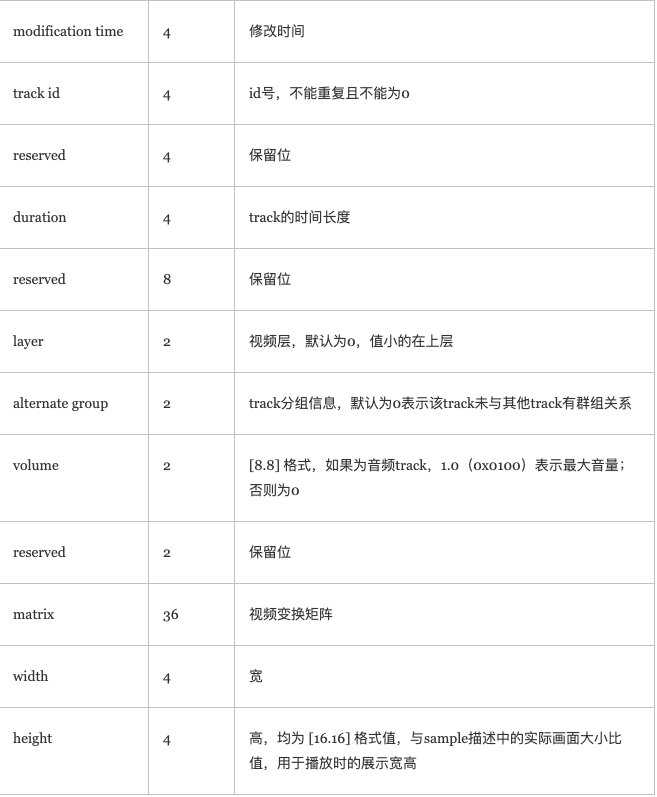 modification time 4 修改时间
track id 4 id号，不能重复且不能为0
reserved 4 保留位
duration 4 track的时间长度
reserved 8 保留位
layer 2 视频层，默认为0，值小的在上层
alternate group 2 track分组信息，默认为0表示该track未与其他track有群组关系
volume 2 [8.8] 格式，如果为音频track，1.0（0x0100）表示最大音量；
否则为0
reserved 2 保留位
matrix 36 视频变换矩阵
width 4 宽
height 4 高，均为 [16.16] 格式值，与sample描述中的实际画面大小比
值，用于播放时的展示宽高